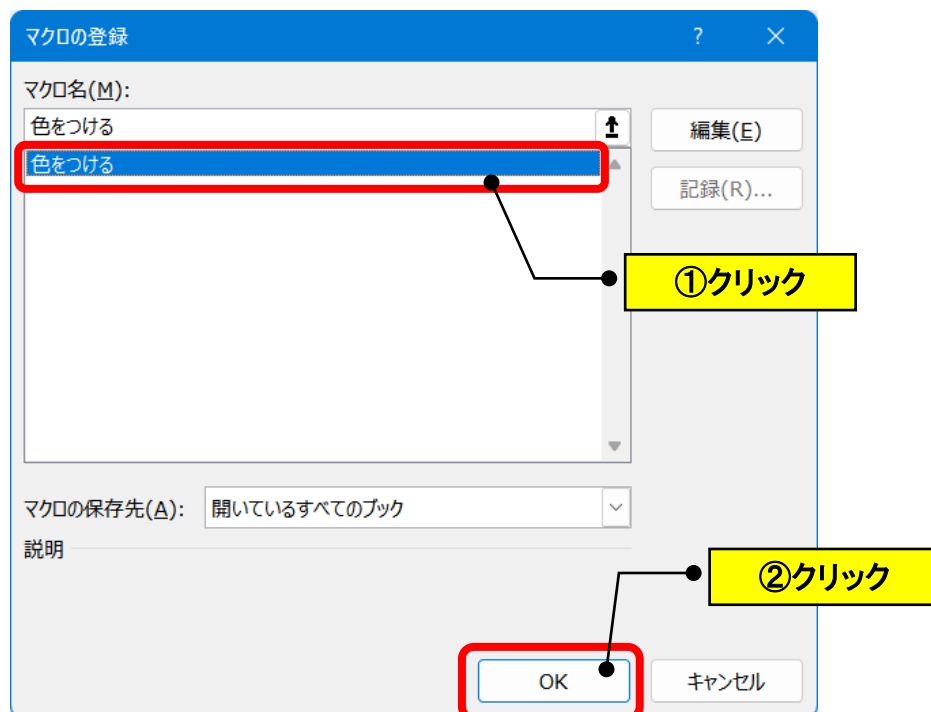 マクロの登録
?
マクロ名(M):
色をつける
編集(E)
色をつける
記録(R)...
①クリック
マクロの保存先(A):
開いているすべてのブック
説明
②クリック
OK
キャンセル